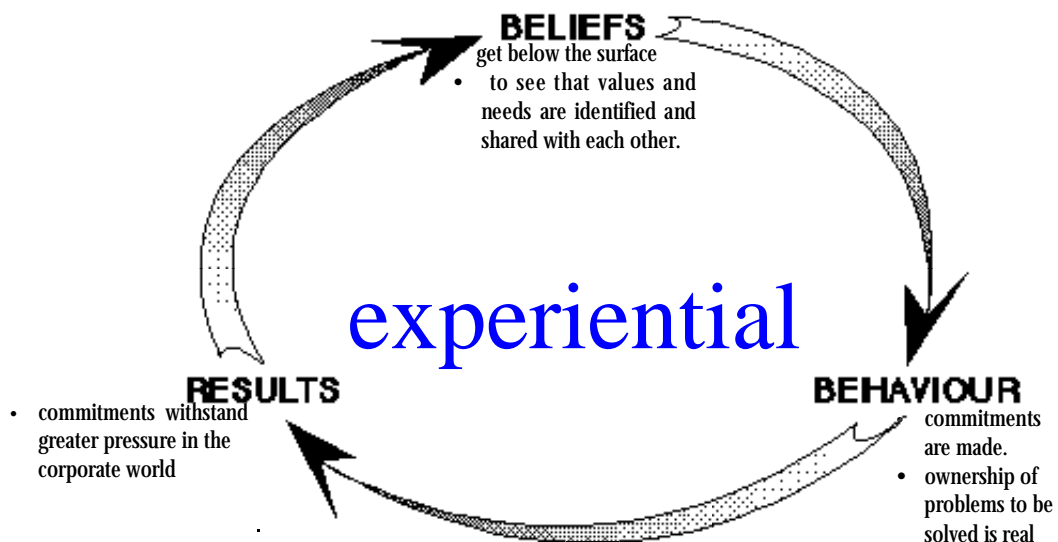 BELIEFS
get below the surface
• to see that values and
needs are identified and
shared with each other.
experiential
RESULTS
• commitments withstand
greater pressure in the
corporate world
BEHAVIOUR
commitments
are made.
• ownership of
problems to be
solved is real
.